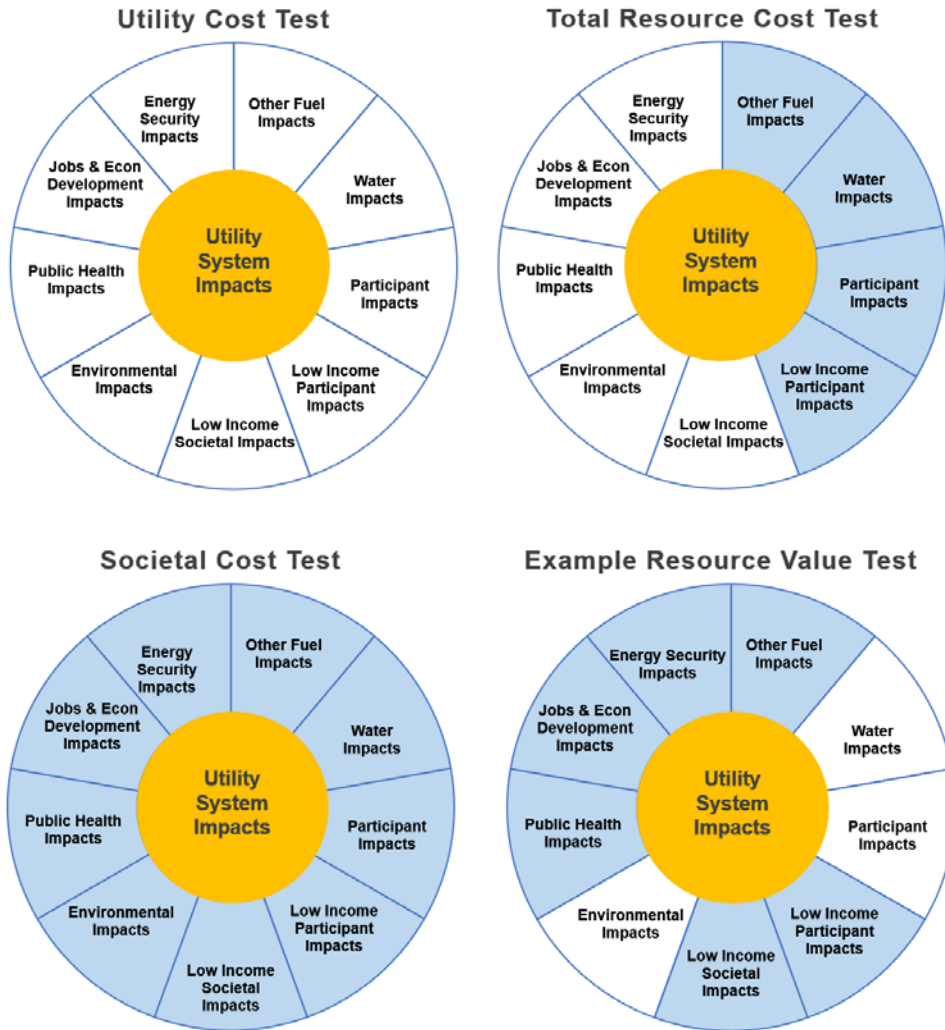 Utility Cost Test
Energy
Security
Impacts
Other Fuel
Impacts
Jobs & Econ
Development
Impacts
Water
Impacts
Utility
System
Impacts
Public Health
Impacts
Participant
Impacts
Environmental
Impacts
Low Income
Participant
Impacts
Low Income
Societal Impacts
Total Resource Cost Test
Energy
Security
Impacts
Other Fuel
Impacts
Jobs & Econ
Development
Impacts
Water
Impacts
Utility
System
Impacts
Public Health
Impacts
Participant
Impacts
Environmental
Impacts
Low Income
Participant
Impacts
Low Income
Societal Impacts
Societal Cost Test
Energy
Security
Impacts
Other Fuel
Impacts
Jobs & Econ
Development
Impacts
Water
Impacts
Utility
System
Impacts
Public Health
Impacts
Participant
Impacts
Environmental
Impacts
Low Income
Participant
Impacts
Low Income
Societal
Impacts
Example Resource Value Test
Energy Security
Impacts
Other Fuel
Impacts
Jobs & Econ
Development
Impacts
Water
Impacts
Utility
System
Impacts
Public Health
Impacts
Participant
Impacts
Environmental
Impacts
Low Income
Participant
Impacts
Low Income
Societal
Impacts